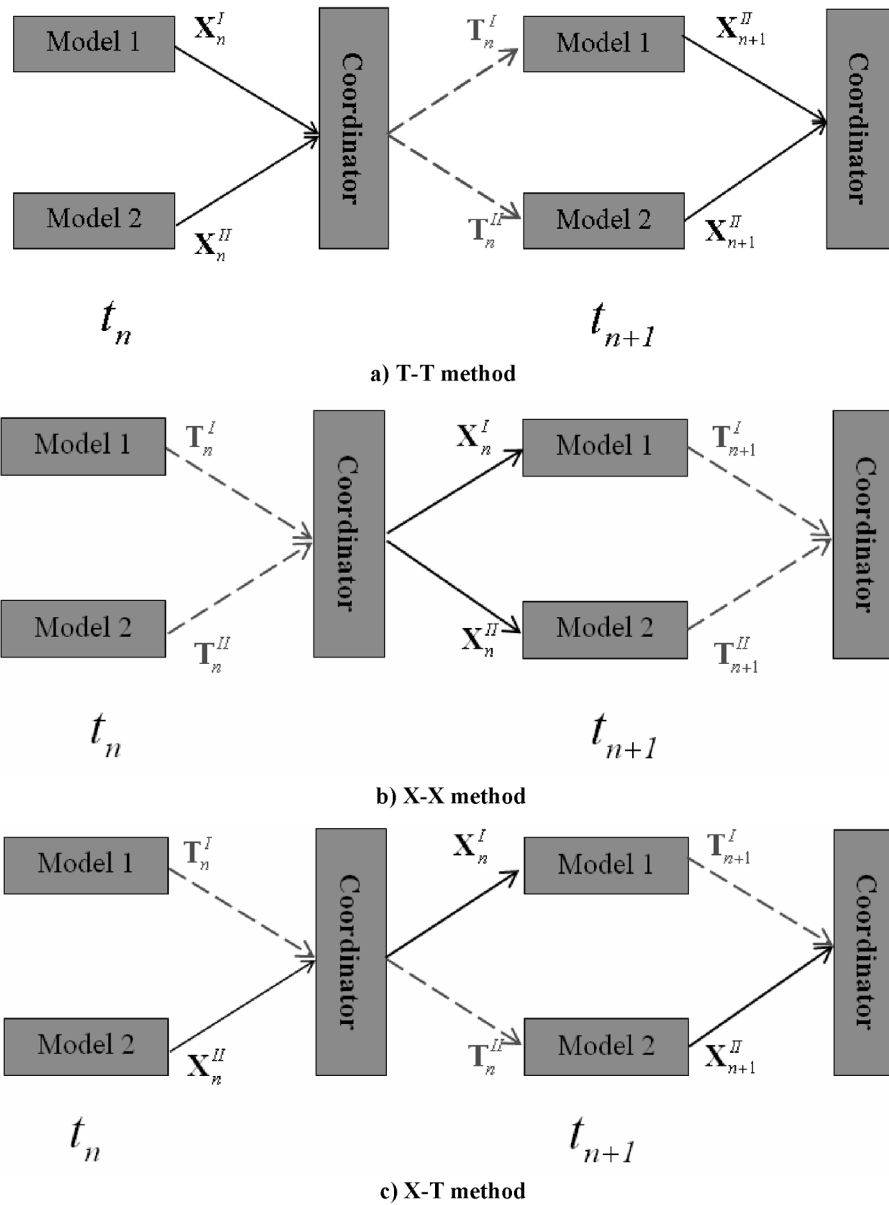 Model 1
X_n^I
Coordinator
T_n^I
Model 1
X_{n+1}^{II}
Coordinator
Model 2
X_n^{II}
T_n^{II}
Model 2
X_{n+1}^{II}
t_n
t_{n+1}
a) T-T method
Model 1
T_n^I
Coordinator
X_n^I
Model 1
T_{n+1}^I
Coordinator
Model 2
T_n^{II}
X_n^{II}
Model 2
T_{n+1}^{II}
t_n
t_{n+1}
b) X-X method
Model 1
T_n^I
Coordinator
X_n^I
Model 1
T_{n+1}^I
Coordinator
Model 2
X_n^{II}
T_n^{II}
Model 2
X_{n+1}^{II}
t_n
t_{n+1}
c) X-T method